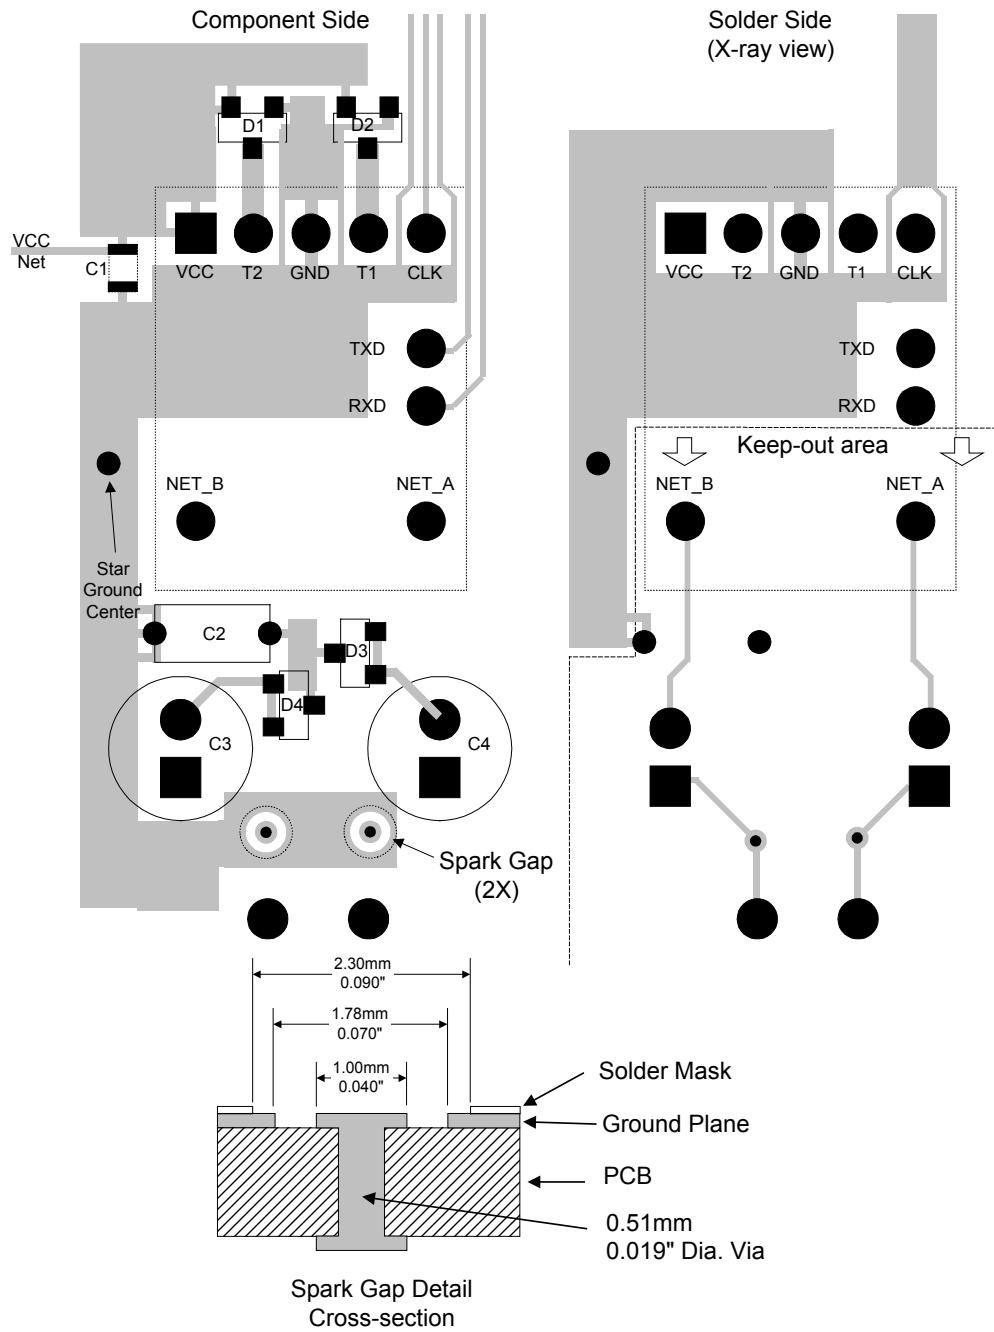 Component Side
Solder Side
(X-ray view)
D1
D2
VCC
Net
C1
VCC
T2
GND
T1
CLK
TXD
RXD
NET_B
NET_A
Star
Ground
Center
C2
D3
D4
C3
C4
Spark Gap
(2X)
VCC
T2
GND
T1
CLK
TXD
RXD
Keep-out area
NET_B
NET_A
2.30mm
0.090"
1.78mm
0.070"
1.00mm
0.040"
Solder Mask
Ground Plane
PCB
0.51mm
0.019" Dia. Via
Spark Gap Detail
Cross-section